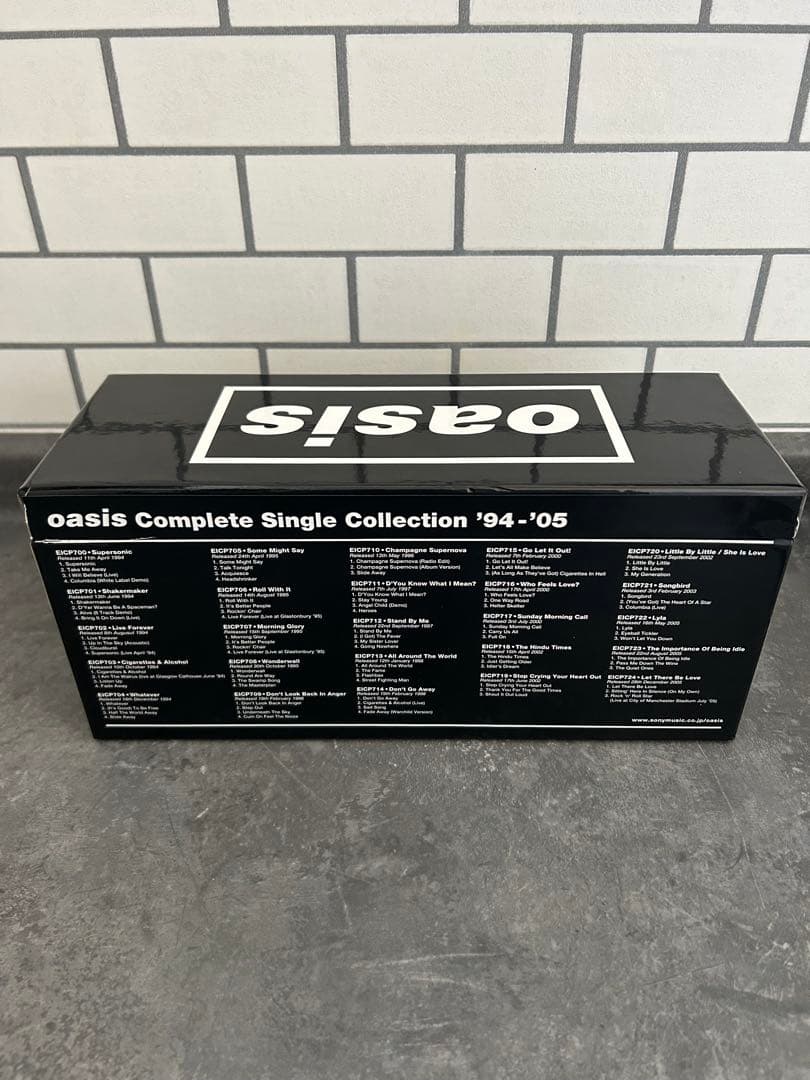 oasis
oasis Complete Single Collection '94-'05
EICP700•Supersonic
Released 11th April 1994
1. Supersonic
2. Take Me Away
3. I Will Believe (Live)
4. Columbia (White Label Demo)
EICP701•Shakermaker
Released 13th June 1994
1. Shakermaker
2. D'Yer Wanna Be A Spaceman?
3. Alive (8 Track Demo)
4. Bring It On Down (Live)
EICP702•Live Forever
Released 8th August 1994
1. Live Forever
2. Up In The Sky (Acoustic)
3. Cloudburst
4. Supersonic (Live April '94)
EICP703•Cigarettes & Alcohol
Released 10th October 1994
1. Cigarettes & Alcohol
2. I Am The Walrus (live at Glasgow Cathouse June '94)
3. Listen Up
4. Fade Away
EICP704•Whatever
Released 18th December 1994
1. Whatever
2. It's Good To Be Free
3. Half The World Away
4. Slide Away
EICP705•Some Might Say
Released 24th April 1995
1. Some Might Say
2. Talk Tonight
3. Acquiesce
4. Headshrinker
EICP706•Roll With It
Released 14th August 1995
1. Roll With It
2. It's Better People
3. Rockin' Chair
4. Live Forever (Live at Glastonbury '95)
EICP707•Morning Glory
Released 18th September 1995
1. Morning Glory
2. It's Better People
3. Rockin' Chair
4. Live Forever (Live at Glastonbury '95)
EICP708•Wonderwall
Released 30th October 1995
1. Wonderwall
2. Round Are Way
3. The Swamp Song
4. The Masterplan
EICP709•Don't Look Back In Anger
Released 19th February 1996
1. Don't Look Back In Anger
2. Step Out
3. Underneath The Sky
4. Cum On Feel The Noize
EICP710•Champagne Supernova
Released 13th May 1996
1. Champagne Supernova (Radio Edit)
2. Champagne Supernova (Album Version)
3. Slide Away
EICP711•D'You Know What I Mean?
Released 7th July 1997
1. D'You Know What I Mean?
2. Stay Young
3. Angel Child (Demo)
4. Heroes
EICP712•Stand By Me
Released 22nd September 1997
1. Stand By Me
2. (I Got) The Fever
3. My Sister Lover
4. Going Nowhere
EICP713•All Around The World
Released 12th January 1998
1. All Around The World
2. The Fame
3. Flashbax
4. Street Fighting Man
EICP714•Don't Go Away
Released 19th February 1998
1. Don't Go Away
2. Cigarettes & Alcohol (Live)
3. Sad Song
4. Fade Away (Warchild Version)
EICP715•Go Let It Out!
Released 7th February 2000
1. Go Let It Out!
2. Let's All Make Believe
3. (As Long As They've Got) Cigarettes In Hell
EICP716•Who Feels Love?
Released 17th April 2000
1. Who Feels Love?
2. One Way Road
3. Helter Skelter
EICP717•Sunday Morning Call
Released 3rd July 2000
1. Sunday Morning Call
2. Carry Us All
3. Full On
EICP718•The Hindu Times
Released 15th April 2002
1. The Hindu Times
2. Just Getting Older
3. Idler's Dream
EICP719•Stop Crying Your Heart Out
Released 17th June 2002
1. Stop Crying Your Heart Out
2. Thank You For The Good Times
3. Shout It Out Loud
EICP720•Little By Little / She Is Love
Released 23rd September 2002
1. Little By Little
2. She Is Love
3. My Generation
EICP721•Songbird
Released 3rd February 2003
1. Songbird
2. (You've Got) The Heart Of A Star
3. Columbia (Live)
EICP722•Lyla
Released 16th May 2005
1. Lyla
2. Eyeball Tickler
3. Won't Let You Down
EICP723•The Importance Of Being Idle
Released 22nd August 2005
1. The Importance Of Being Idle
2. Pass Me Down The Wine
3. The Quiet Ones
EICP724•Let There Be Love
Released 28th December 2005
1. Let There Be Love
2. Sitting' Here In Silence (On My Own)
3. Rock 'n' Roll Star
(Live at City of Manchester Stadium July '05)
www.sonymusic.co.jp/oasis